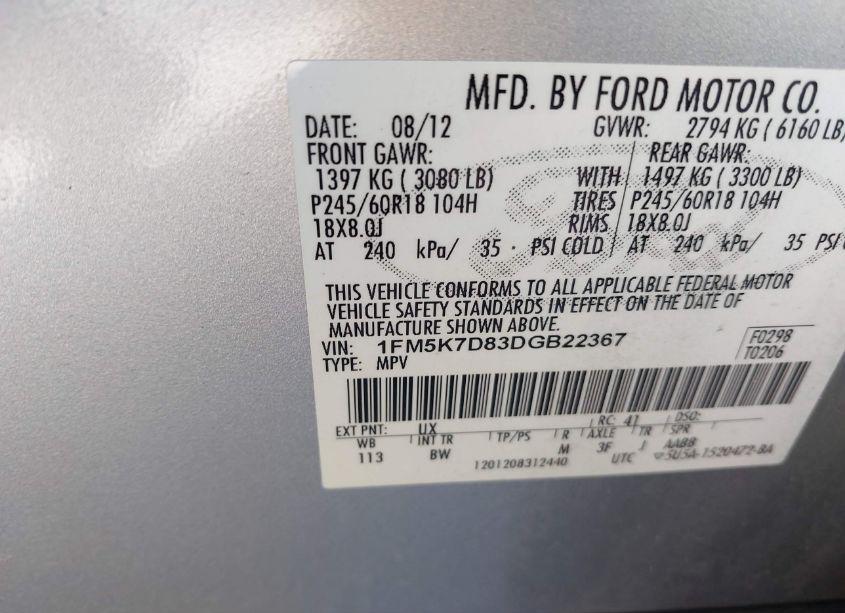 MFD. BY FORD MOTOR CO.
DATE: 08/12 GVWR: 2794 KG ( 6160 LB)
FRONT GAWR: REAR GAWR:
1397 KG ( 3080 LB) WITH 1497 KG ( 3300 LB)
P245/60R18 104H TIRES P245/60R18 104H
18X8.0J RIMS 18X8.0J
AT 240 kPa/ 35 PSI COLD AT 240 kPa/ 35 PSI
THIS VEHICLE CONFORMS TO ALL APPLICABLE FEDERAL MOTOR
VEHICLE SAFETY STANDARDS IN EFFECT ON THE DATE OF
MANUFACTURE SHOWN ABOVE.
VIN: 1FM5K7D83DGB22367 F0298
TYPE: MPV T0206
EXT PNT: UX RC: 41 DSO:
WB INT TR TP/PS R AXLE TR SPR
113 BW M 3F J AABB
1201208312440 UTC 5U5A-1520472-BA